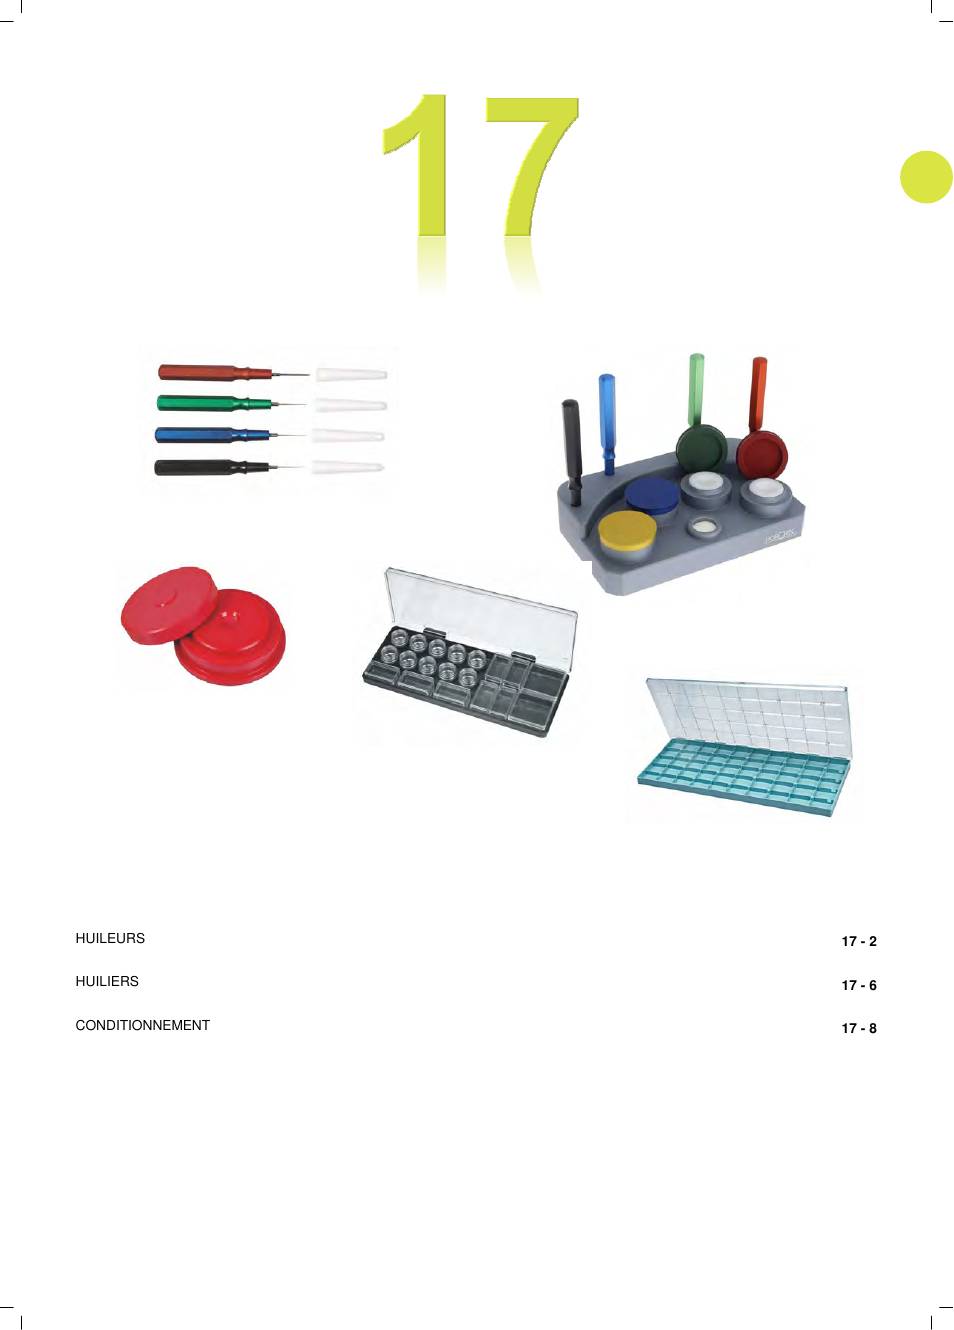 17
HUILEURS
17 - 2
HUILIERS
17 - 6
CONDITIONNEMENT
17 - 8